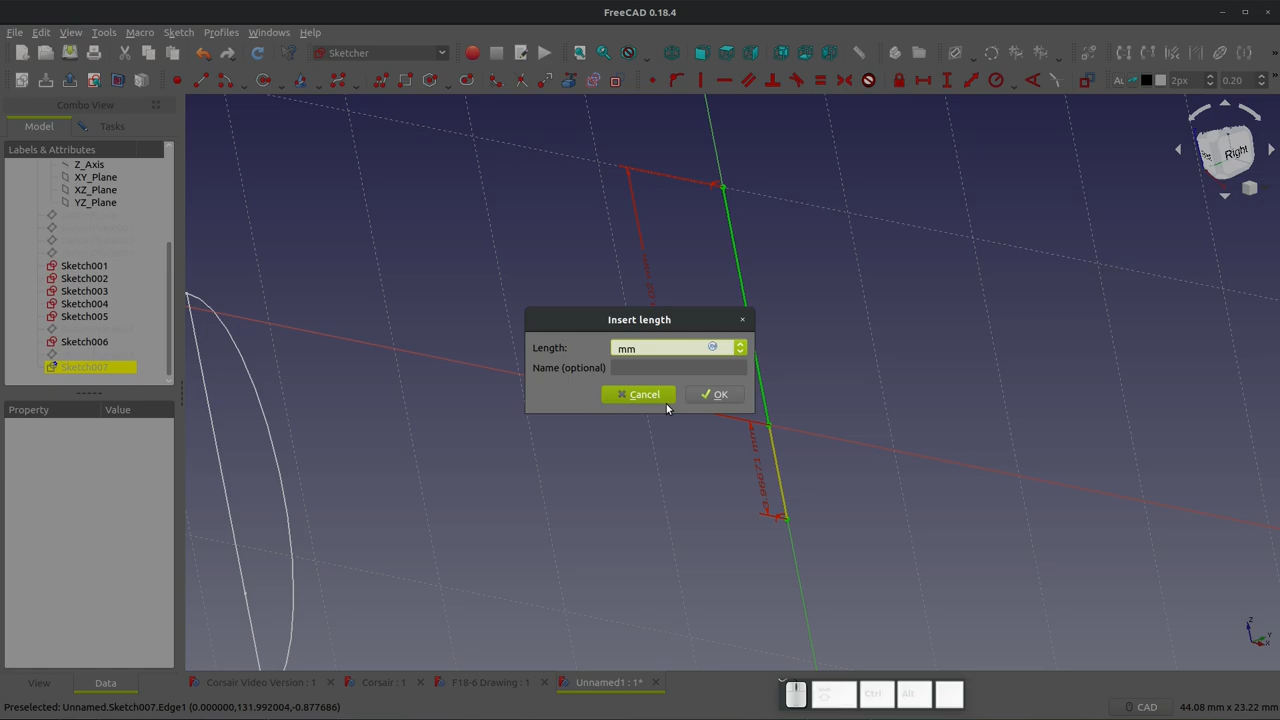 FreeCAD 0.18.4
File Edit View Tools Macro Sketch Profiles Windows Help
Sketcher
2px 0.20
Combo View
Model Tasks
Labels & Attributes
Z_Axis
XY_Plane
XZ_Plane
YZ_Plane
Sketch001
Sketch002
Sketch003
Sketch004
Sketch005
Sketch006
Sketch007
Property Value
View Data
Right
Insert length
Length: mm
Name (optional)
Cancel OK
Corsair Video Version : 1 Corsair : 1 F18-6 Drawing : 1 Unnamed1 : 1*
Shift Ctrl Alt
Preselected: Unnamed.Sketch007.Edge1 (0.000000,131.992004,-0.877686)
CAD 44.08 mm x 23.22 mm